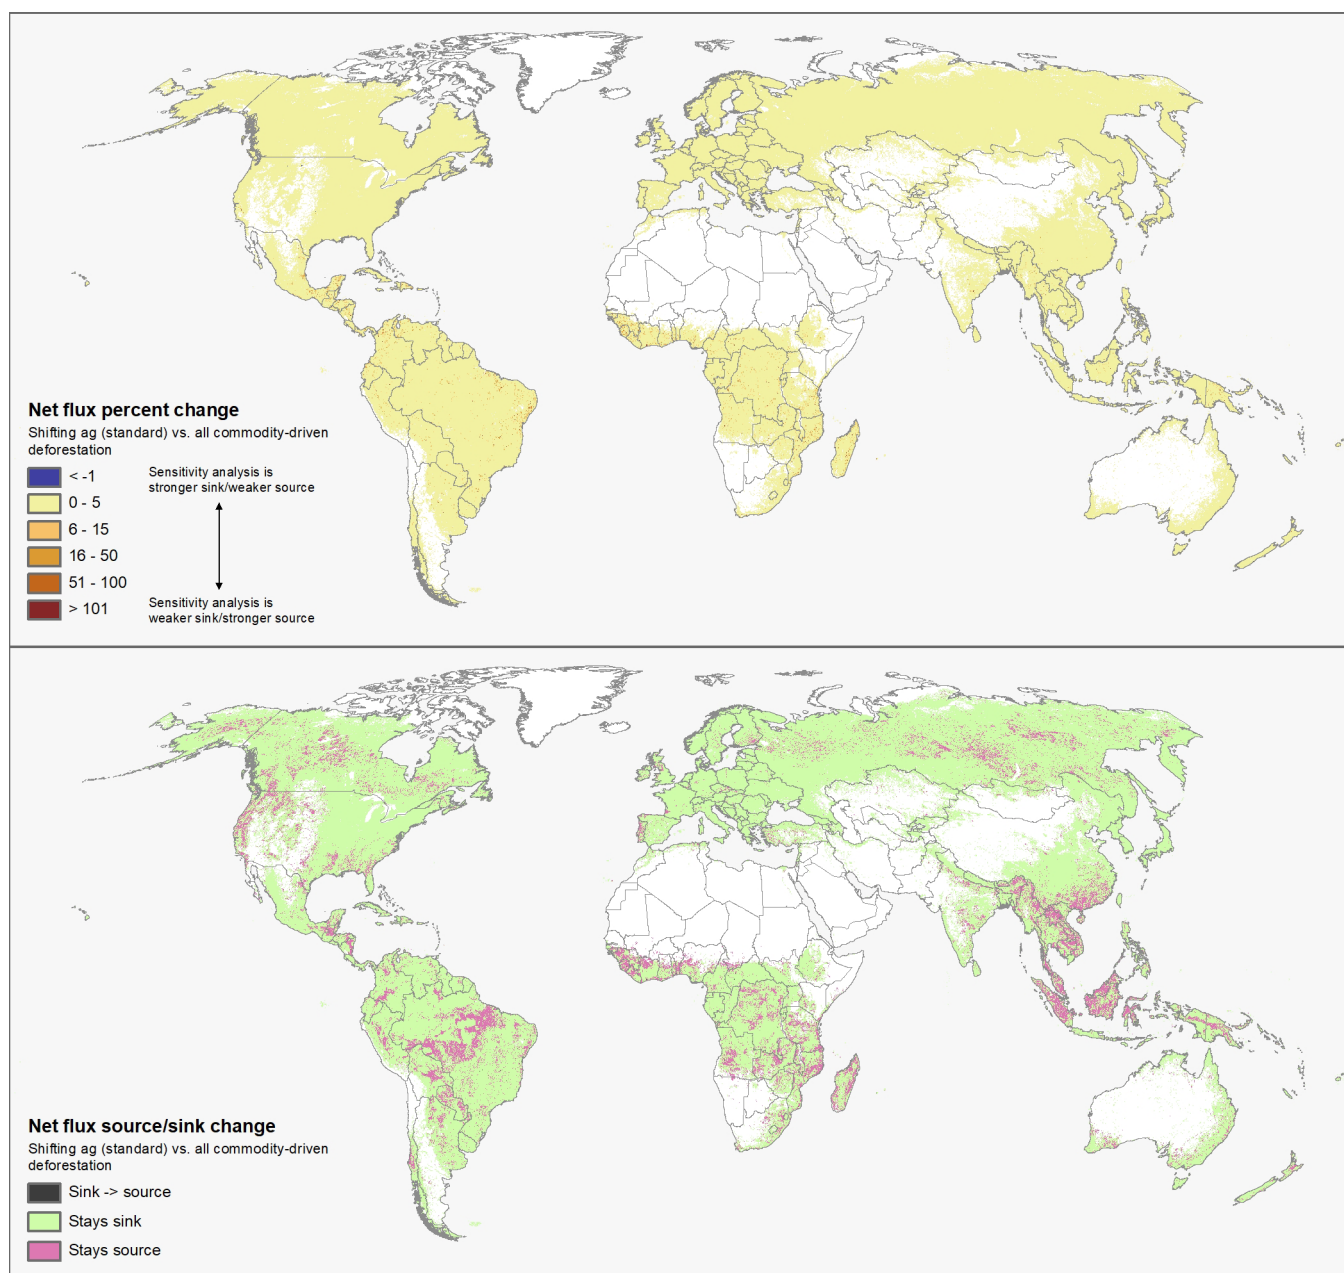 Net flux percent change
Shifting ag (standard) vs. all commodity-driven
deforestation
< -1
0 - 5
6 - 15
16 - 50
51 - 100
> 101
Sensitivity analysis is
stronger sink/weaker source
Sensitivity analysis is
weaker sink/stronger source
Net flux source/sink change
Shifting ag (standard) vs. all commodity-driven
deforestation
Sink -> source
Stays sink
Stays source